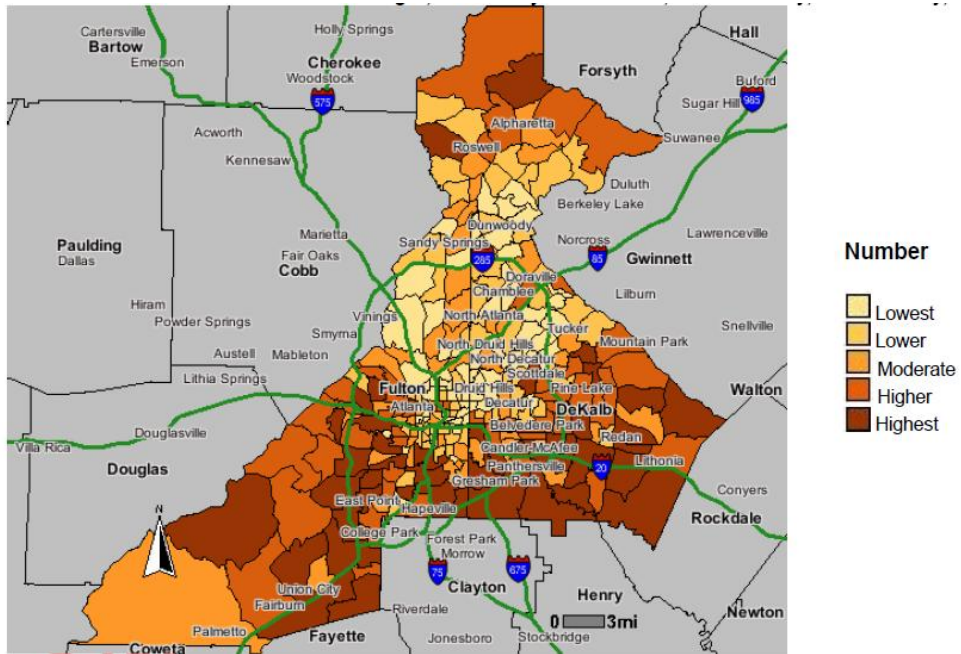 Holly Springs
Cartersville
Bartow
Emerson
Cherokee
Woodstock
575
Forsyth
Hall
Buford
985
Sugar Hill
Acworth
Alpharetta
Suwanee
Roswell
Kennesaw
Duluth
Berkeley Lake
Dunwoody
Marietta
Sandy Springs
Norcross
Lawrenceville
Paulding
Dallas
Fair Oaks
Cobb
285
85
Gwinnett
Doraville
Chamblee
Lilburn
Hiram
Powder Springs
Vinings
North Atlanta
Tucker
Snellville
Smyrna
Mountain Park
North Druid Hills
Austell
Mableton
North Decatur
Scottdale
Lithia Springs
Fulton
Druid Hills
Pine Lake
Walton
Atlanta
Decatur
DeKalb
Belvedere Park
Douglasville
Villa Rica
Redan
Candler-McAfee
Douglas
Panthersville
20
Lithonia
Gresham Park
Conyers
East Point
Hapeville
Rockdale
N
College Park
Forest Park
Morrow
75
675
Clayton
Union City
Henry
Fairburn
Riverdale
Newton
0
3mi
Palmetto
Fayette
Jonesboro
Stockbridge
Coweta
Number
Lowest
Lower
Moderate
Higher
Highest